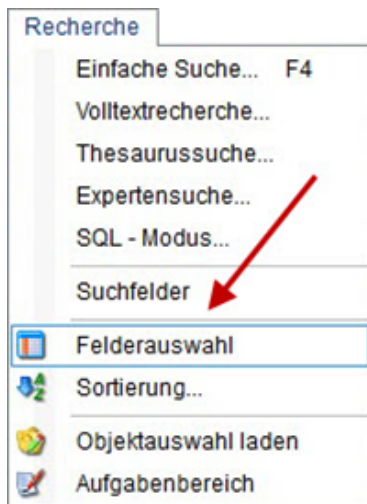 Recherche
Einfache Suche... F4
Volltextrecherche...
Thesaurussuche...
Expertensuche...
SQL - Modus...
Suchfelder
Felderauswahl
Sortierung...
Objektauswahl laden
Aufgabenbereich